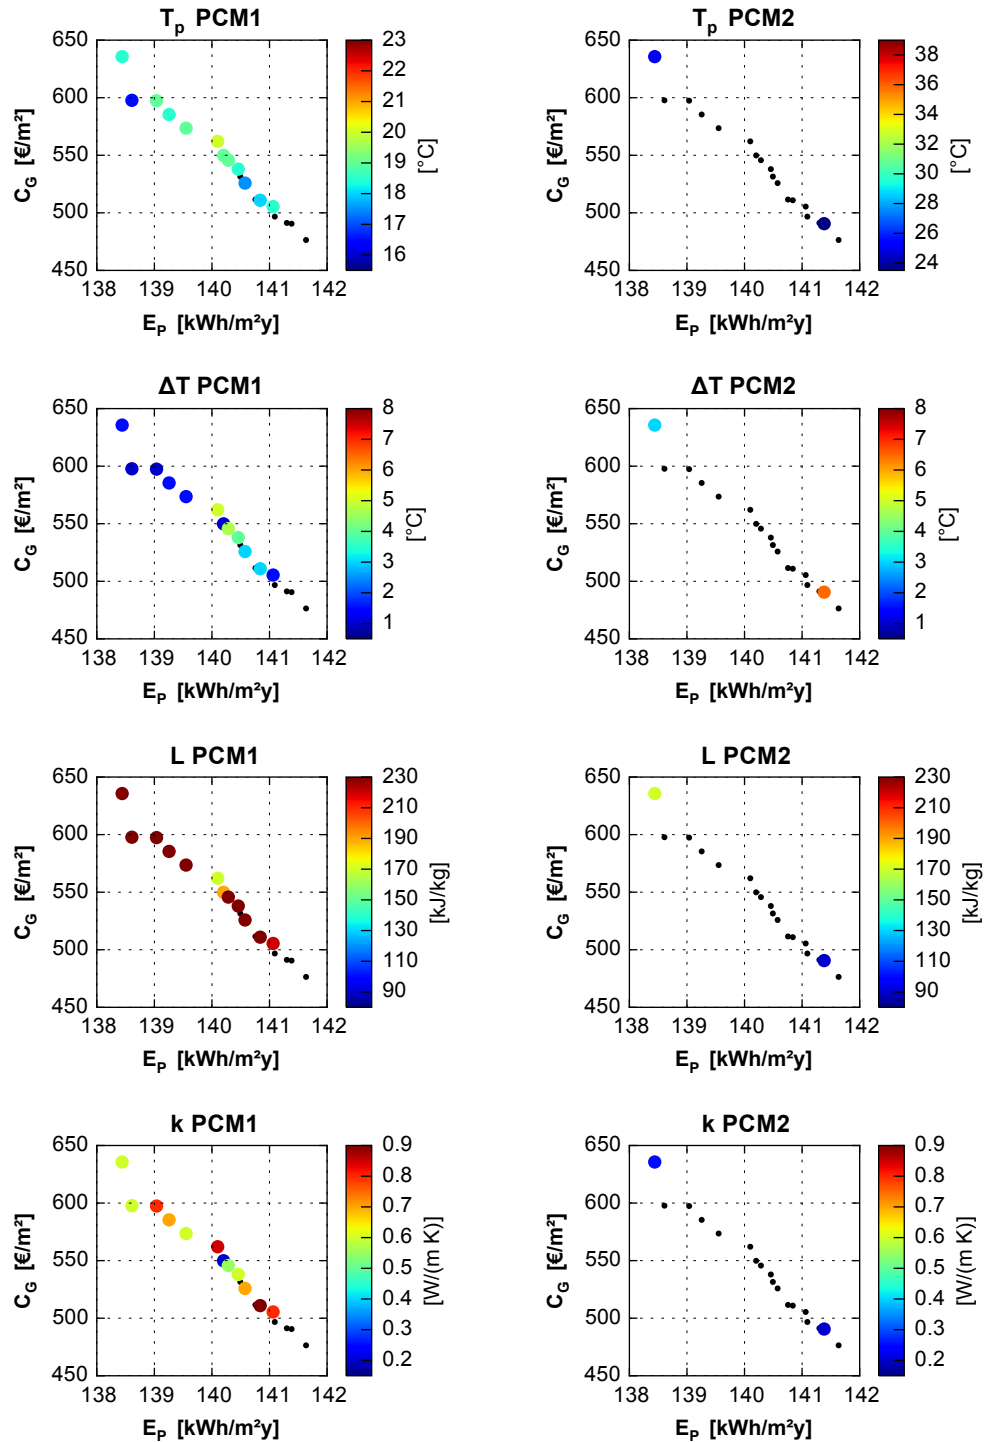 T_p PCM1
650
600
550
500
450
C_G [€/m²]
138 139 140 141 142
E_P [kWh/m²y]
23
22
21
20
19
18
17
16
[°C]
T_p PCM2
650
600
550
500
450
C_G [€/m²]
138 139 140 141 142
E_P [kWh/m²y]
38
36
34
32
30
28
26
24
[°C]
ΔT PCM1
650
600
550
500
450
C_G [€/m²]
138 139 140 141 142
E_P [kWh/m²y]
8
7
6
5
4
3
2
1
[°C]
ΔT PCM2
650
600
550
500
450
C_G [€/m²]
138 139 140 141 142
E_P [kWh/m²y]
8
7
6
5
4
3
2
1
[°C]
L PCM1
650
600
550
500
450
C_G [€/m²]
138 139 140 141 142
E_P [kWh/m²y]
230
210
190
170
150
130
110
90
[kJ/kg]
L PCM2
650
600
550
500
450
C_G [€/m²]
138 139 140 141 142
E_P [kWh/m²y]
230
210
190
170
150
130
110
90
[kJ/kg]
k PCM1
650
600
550
500
450
C_G [€/m²]
138 139 140 141 142
E_P [kWh/m²y]
0.9
0.8
0.7
0.6
0.5
0.4
0.3
0.2
[W/(m K)]
k PCM2
650
600
550
500
450
C_G [€/m²]
138 139 140 141 142
E_P [kWh/m²y]
0.9
0.8
0.7
0.6
0.5
0.4
0.3
0.2
[W/(m K)]